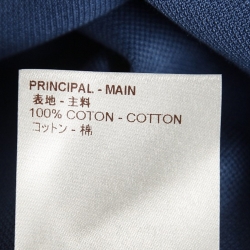 PRINCIPAL - MAIN
表地 - 主料
100% COTON - COTTON
コットン - 棉